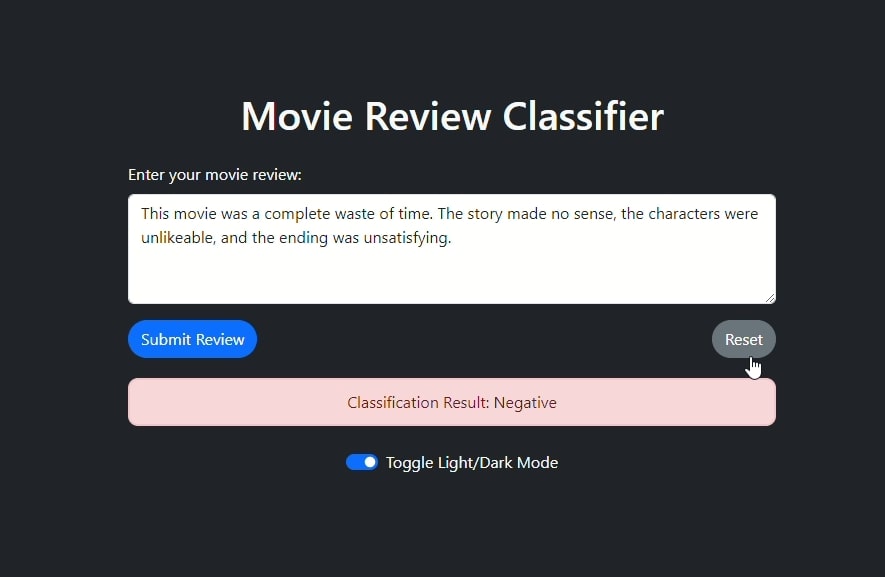 Movie Review Classifier
Enter your movie review:
This movie was a complete waste of time. The story made no sense, the characters were
unlikeable, and the ending was unsatisfying.
Submit Review
Reset
Classification Result: Negative
Toggle Light/Dark Mode